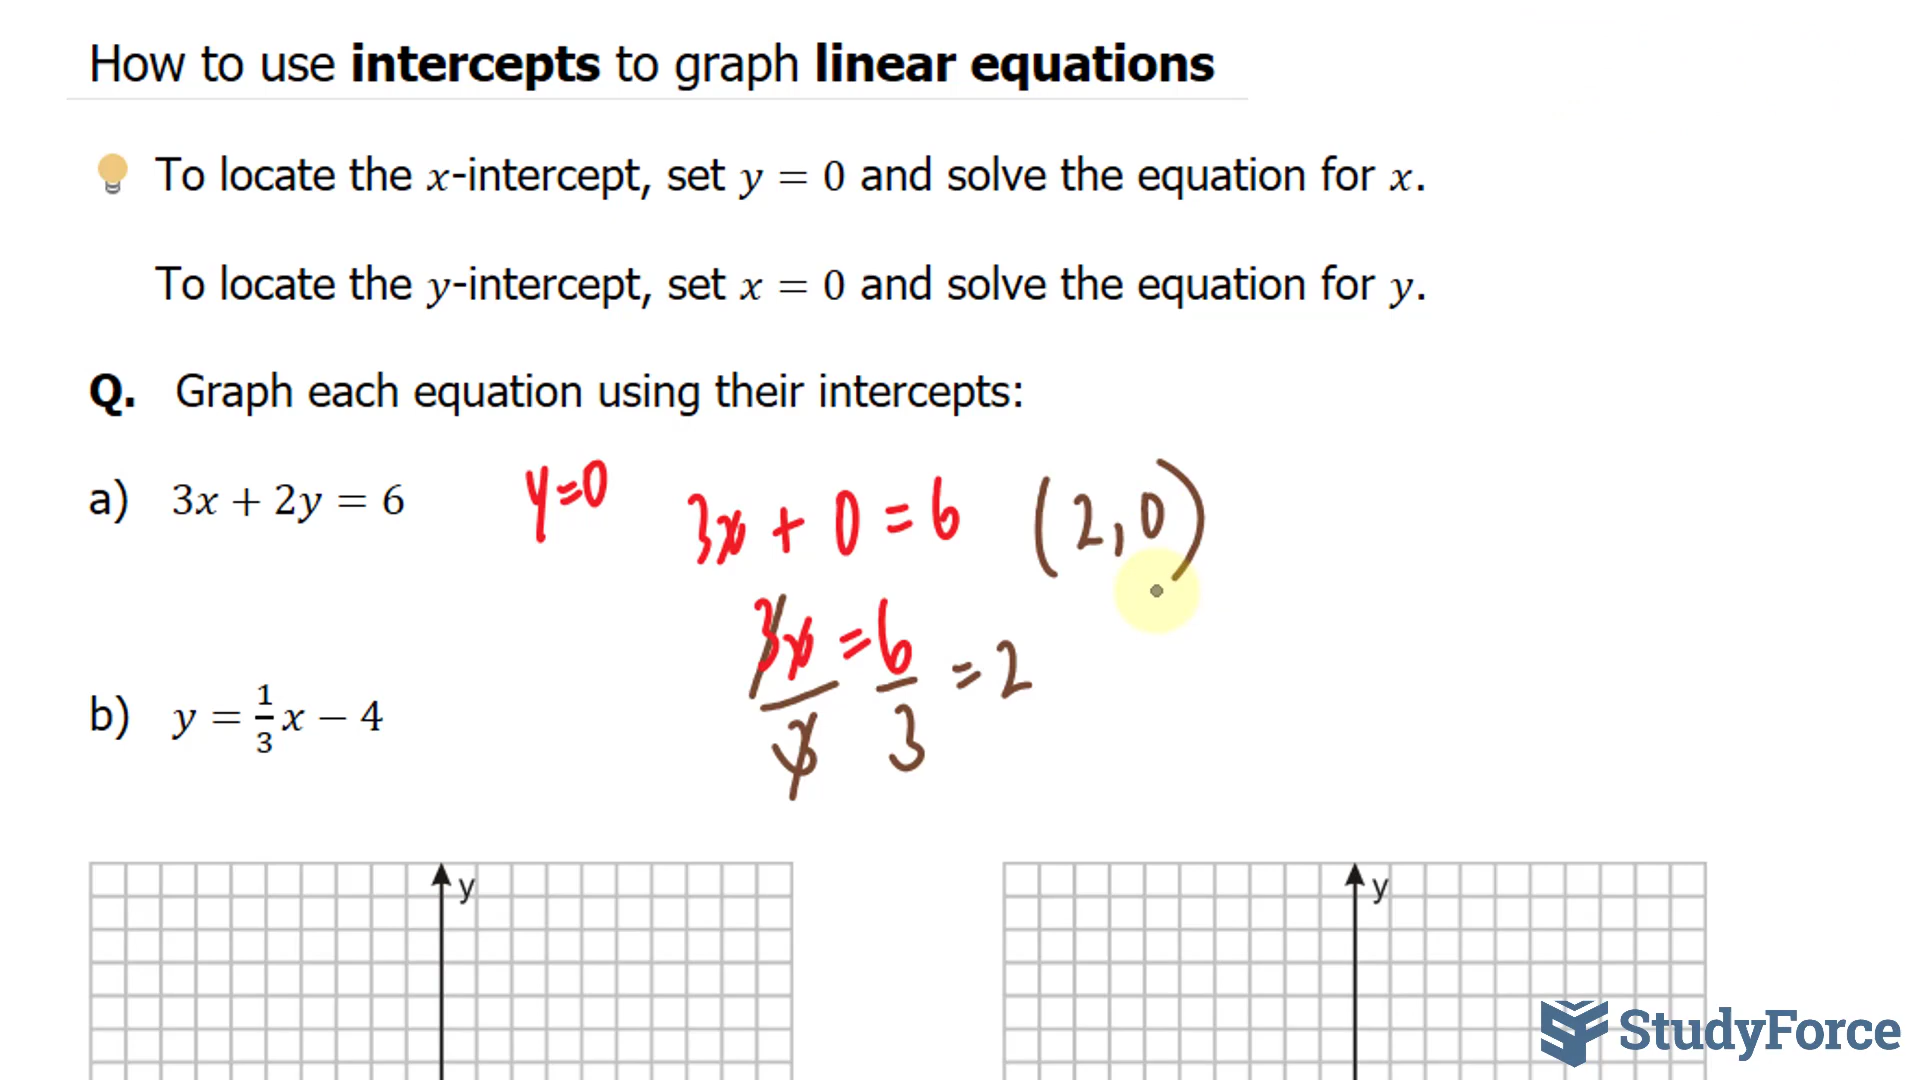 How to use intercepts to graph linear equations
To locate the x-intercept, set y = 0 and solve the equation for x.
To locate the y-intercept, set x = 0 and solve the equation for y.
Q. Graph each equation using their intercepts:
a) 3x + 2y = 6
y=0
3x + 0 = 6
(2,0)
3x/3 = 6/3 = 2
b) y = 1/3 x − 4
y
y
StudyForce